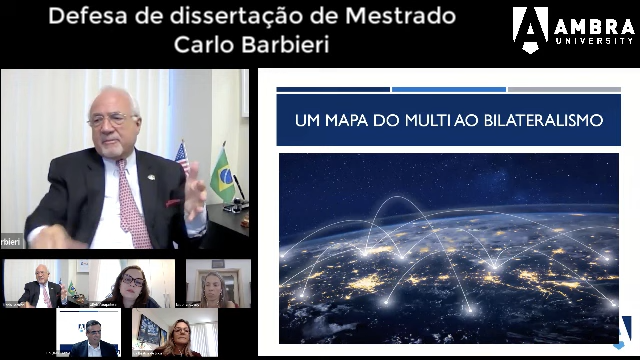 Defesa de dissertação de Mestrado
Carlo Barbieri
AMBRA
UNIVERSITY
UM MAPA DO MULTI AO BILATERALISMO
rbieri